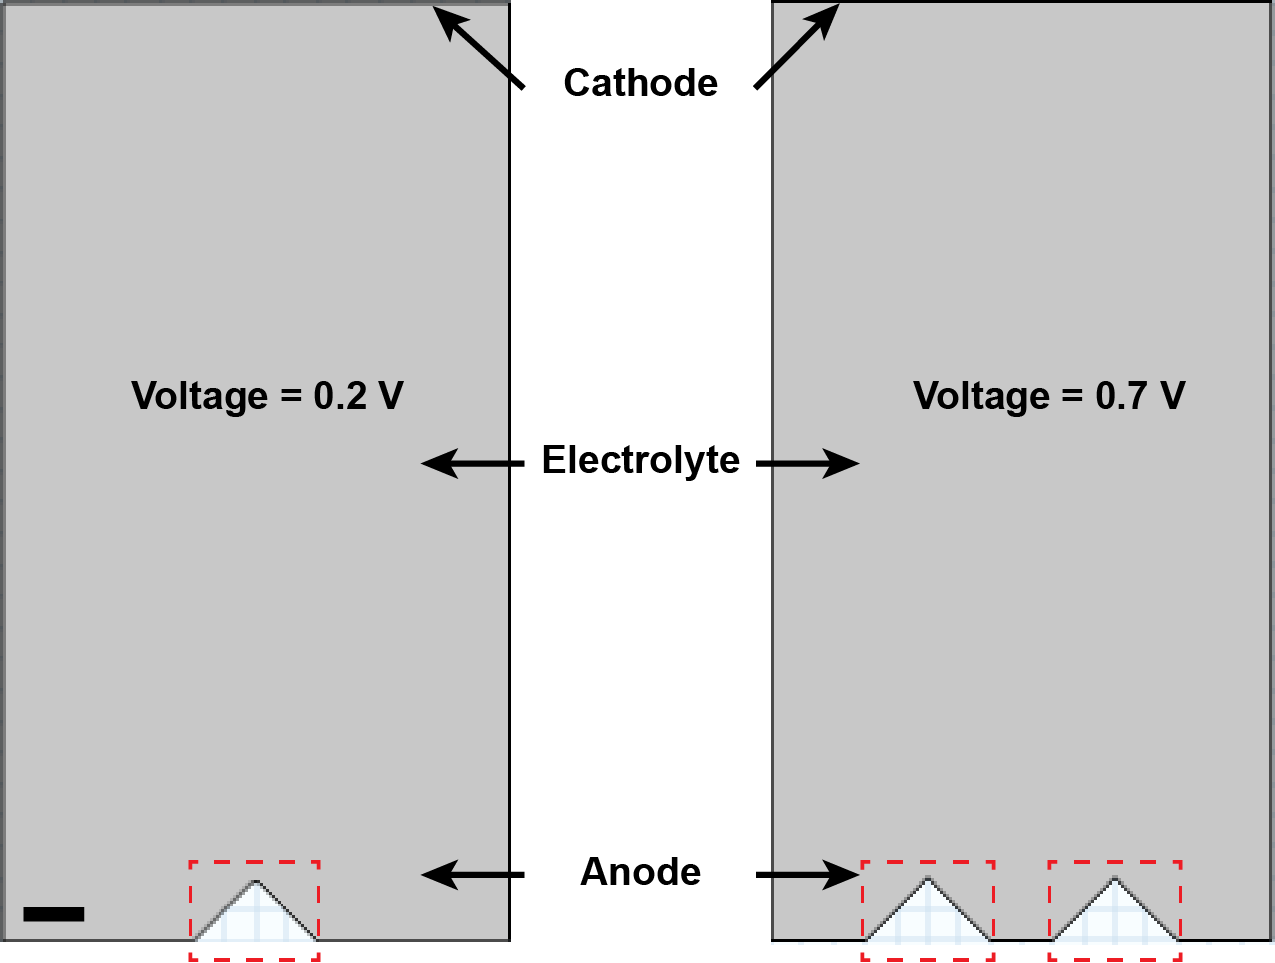 Cathode
Voltage = 0.2 V
Voltage = 0.7 V
Electrolyte
Anode